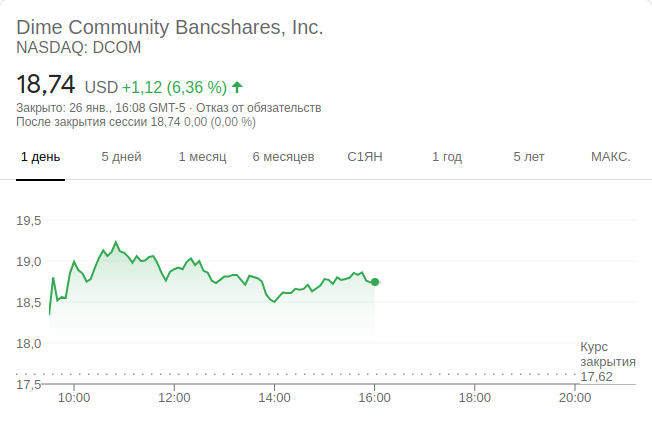 Dime Community Bancshares, Inc.
NASDAQ: DCOM
18,74 USD +1,12 (6,36 %)
Закрыто: 26 янв., 16:08 GMT-5 · Отказ от обязательств
После закрытия сессии 18,74 0,00 (0,00 %)
1 день 5 дней 1 месяц 6 месяцев С1ЯН 1 год 5 лет МАКС.
19,5
19,0
18,5
18,0
Курс
закрытия
17,62
17,5
10:00 12:00 14:00 16:00 18:00 20:00